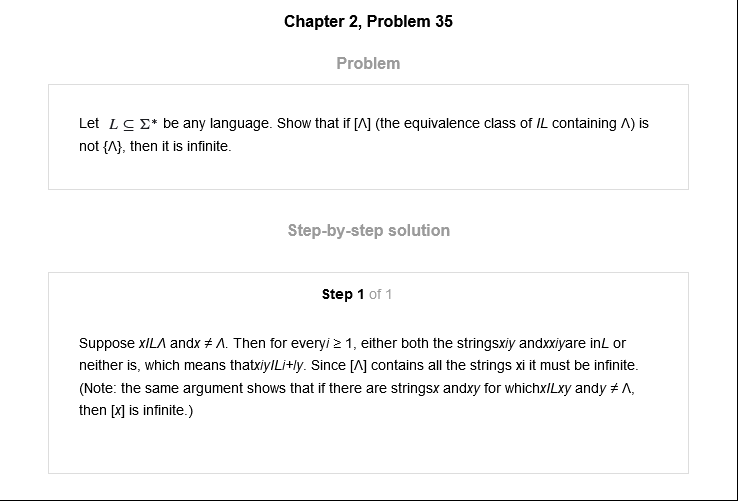 Chapter 2, Problem 35
Problem
Let L ⊆ Σ* be any language. Show that if [Λ] (the equivalence class of IL containing Λ) is
not {Λ}, then it is infinite.
Step-by-step solution
Step 1 of 1
Suppose xILΛ andx ≠ Λ. Then for everyi ≥ 1, either both the stringsxiy andxxiyare inL or
neither is, which means thatxiyILi+ly. Since [Λ] contains all the strings xi it must be infinite.
(Note: the same argument shows that if there are stringsx andxy for whichxILxy andy ≠ Λ,
then [x] is infinite.)